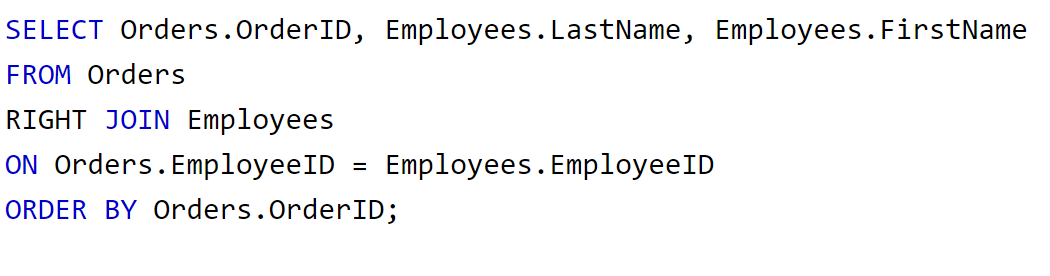 SELECT Orders.OrderID, Employees.LastName, Employees.FirstName
FROM Orders
RIGHT JOIN Employees
ON Orders.EmployeeID = Employees.EmployeeID
ORDER BY Orders.OrderID;